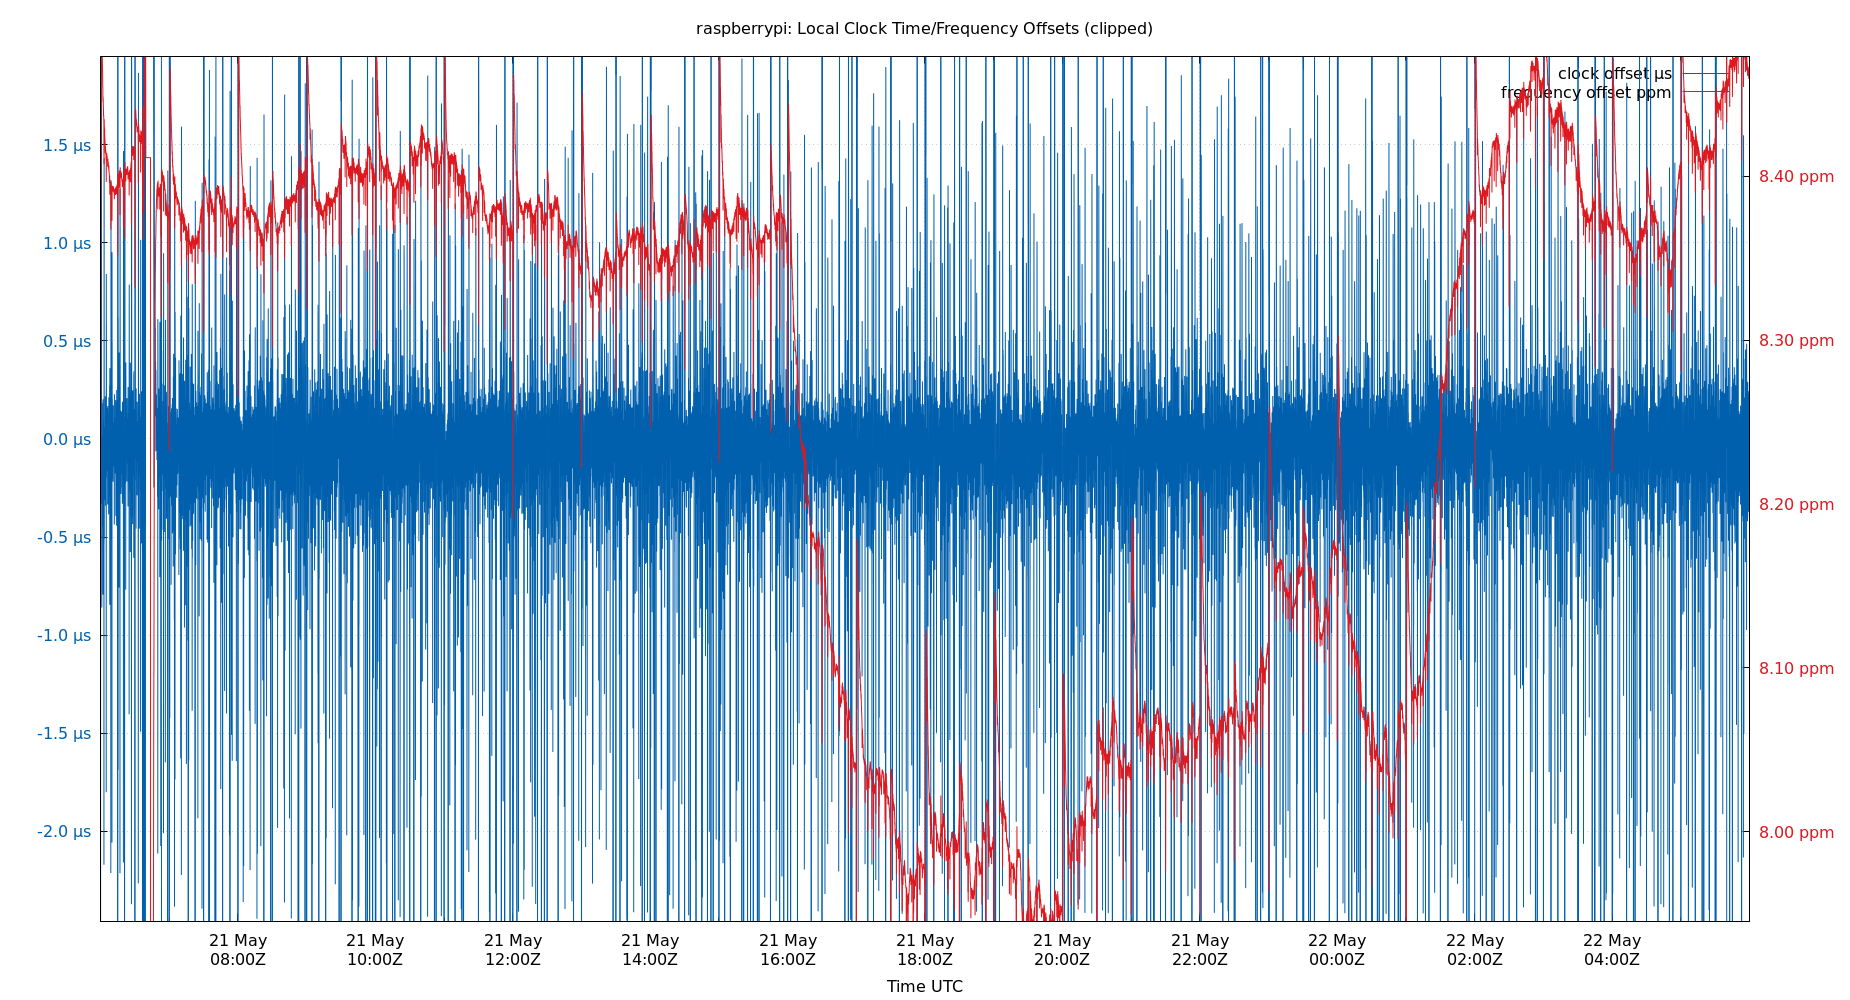 raspberrypi: Local Clock Time/Frequency Offsets (clipped)
clock offset µs
frequency offset ppm
1.5 µs
1.0 µs
0.5 µs
0.0 µs
-0.5 µs
-1.0 µs
-1.5 µs
-2.0 µs
8.40 ppm
8.30 ppm
8.20 ppm
8.10 ppm
8.00 ppm
21 May 21 May 21 May 21 May 21 May 21 May 21 May 21 May 22 May 22 May 22 May
08:00Z 10:00Z 12:00Z 14:00Z 16:00Z 18:00Z 20:00Z 22:00Z 00:00Z 02:00Z 04:00Z
Time UTC